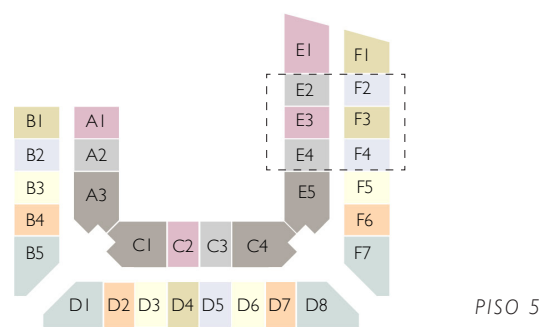 E1
F1
E2 F2
B1 A1 E3 F3
B2 A2 E4 F4
B3 A3 E5 F5
B4 F6
B5 C1 C2 C3 C4 F7
D1 D2 D3 D4 D5 D6 D7 D8 PISO 5